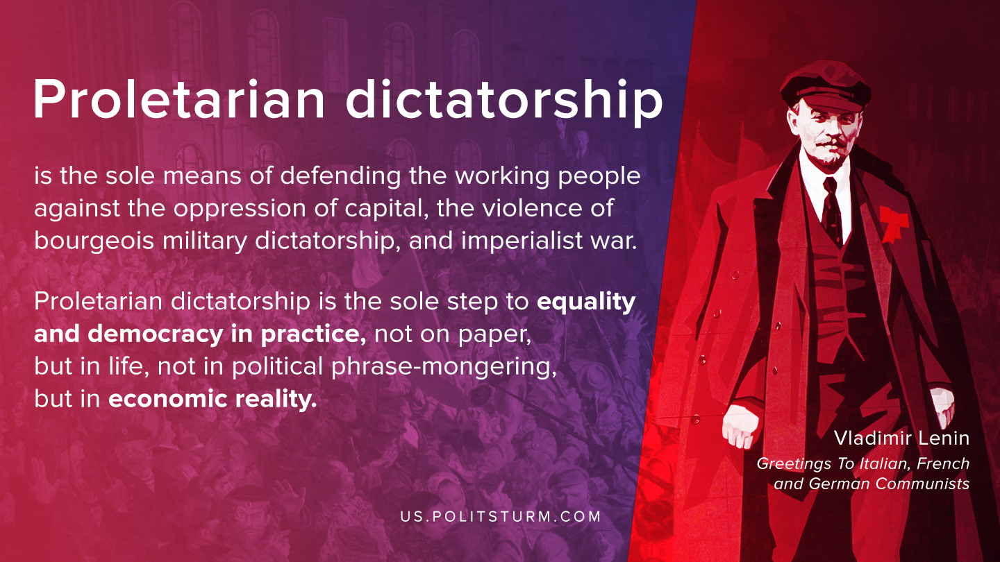 Proletarian dictatorship
is the sole means of defending the working people
against the oppression of capital, the violence of
bourgeois military dictatorship, and imperialist war.
Proletarian dictatorship is the sole step to equality
and democracy in practice, not on paper,
but in life, not in political phrase-mongering,
but in economic reality.
Vladimir Lenin
Greetings To Italian, French
and German Communists
US.POLITSTURM.COM